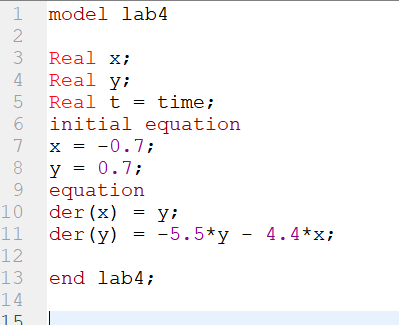 1 model lab4
2
3 Real x;
4 Real y;
5 Real t = time;
6 initial equation
7 x = -0.7;
8 y = 0.7;
9 equation
10 der(x) = y;
11 der(y) = -5.5*y - 4.4*x;
12
13 end lab4;
14
15